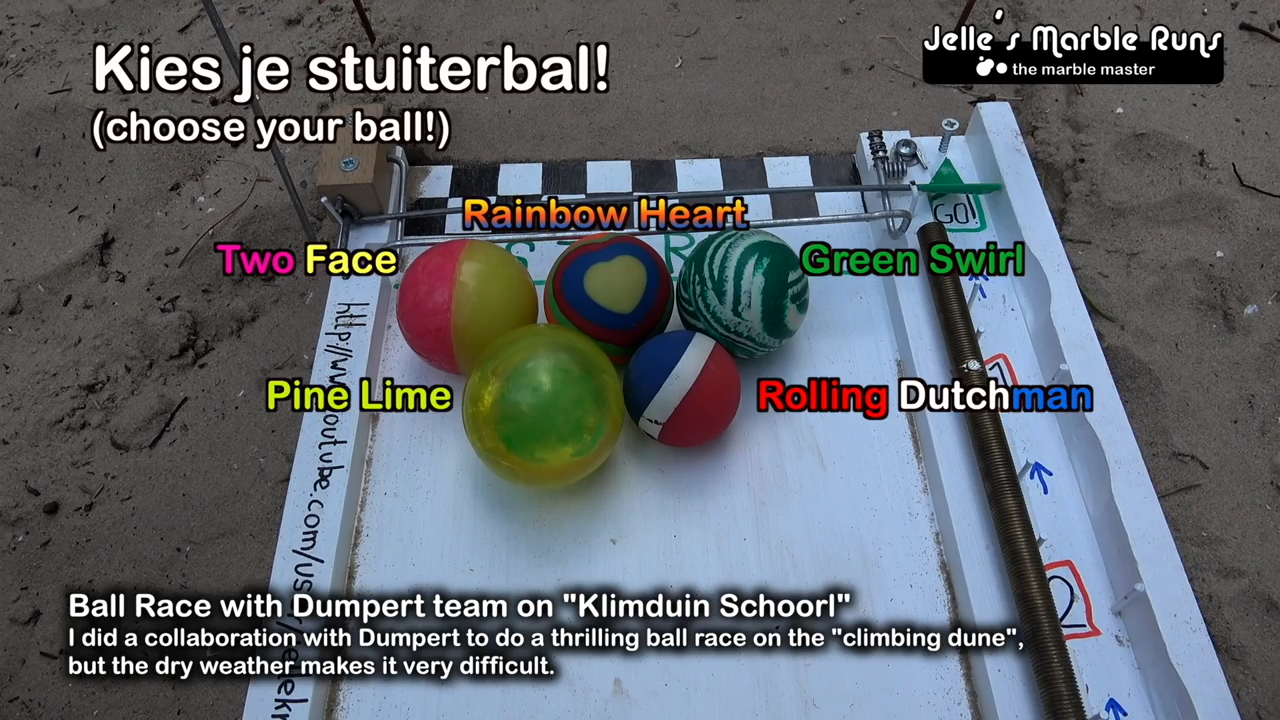 Kies je stuiterbal!
(choose your ball!)
Jelle's Marble Runs
the marble master
GO!
Rainbow Heart
Two Face
Green Swirl
Pine Lime
Rolling Dutchman
2
Ball Race with Dumpert team on "Klimduin Schoorl"
I did a collaboration with Dumpert to do a thrilling ball race on the "climbing dune",
but the dry weather makes it very difficult.